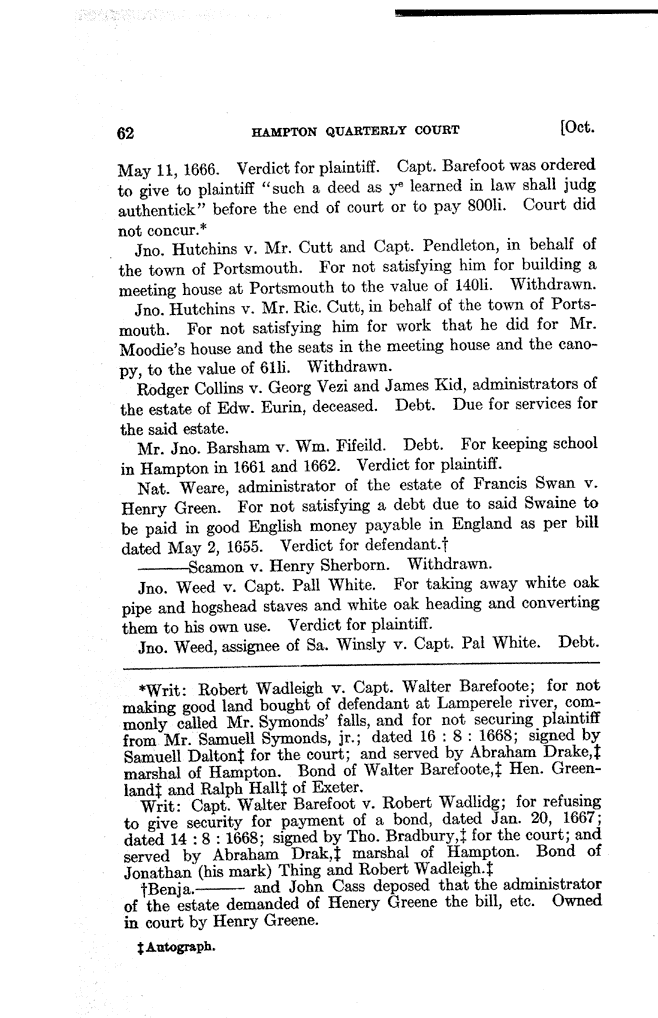 62 HAMPTON QUARTERLY COURT [Oct.
May 11, 1666. Verdict for plaintiff. Capt. Barefoot was ordered
to give to plaintiff “such a deed as yᵉ learned in law shall judg
authentick” before the end of court or to pay 800li. Court did
not concur.*
Jno. Hutchins v. Mr. Cutt and Capt. Pendleton, in behalf of
the town of Portsmouth. For not satisfying him for building a
meeting house at Portsmouth to the value of 140li. Withdrawn.
Jno. Hutchins v. Mr. Ric. Cutt, in behalf of the town of Ports-
mouth. For not satisfying him for work that he did for Mr.
Moodie's house and the seats in the meeting house and the cano-
py, to the value of 61li. Withdrawn.
Rodger Collins v. Georg Vezi and James Kid, administrators of
the estate of Edw. Eurin, deceased. Debt. Due for services for
the said estate.
Mr. Jno. Barsham v. Wm. Fifeild. Debt. For keeping school
in Hampton in 1661 and 1662. Verdict for plaintiff.
Nat. Weare, administrator of the estate of Francis Swan v.
Henry Green. For not satisfying a debt due to said Swaine to
be paid in good English money payable in England as per bill
dated May 2, 1655. Verdict for defendant.†
———Scamon v. Henry Sherborn. Withdrawn.
Jno. Weed v. Capt. Pall White. For taking away white oak
pipe and hogshead staves and white oak heading and converting
them to his own use. Verdict for plaintiff.
Jno. Weed, assignee of Sa. Winsly v. Capt. Pal White. Debt.
*Writ: Robert Wadleigh v. Capt. Walter Barefoote; for not
making good land bought of defendant at Lamperele river, com-
monly called Mr. Symonds' falls, and for not securing plaintiff
from Mr. Samuell Symonds, jr.; dated 16 : 8 : 1668; signed by
Samuell Dalton‡ for the court; and served by Abraham Drake,‡
marshal of Hampton. Bond of Walter Barefoote,‡ Hen. Green-
land‡ and Ralph Hall‡ of Exeter.
Writ: Capt. Walter Barefoot v. Robert Wadlidg; for refusing
to give security for payment of a bond, dated Jan. 20, 1667;
dated 14 : 8 : 1668; signed by Tho. Bradbury,‡ for the court; and
served by Abraham Drak,‡ marshal of Hampton. Bond of
Jonathan (his mark) Thing and Robert Wadleigh.‡
†Benja.——— and John Cass deposed that the administrator
of the estate demanded of Henery Greene the bill, etc. Owned
in court by Henry Greene.
‡Autograph.